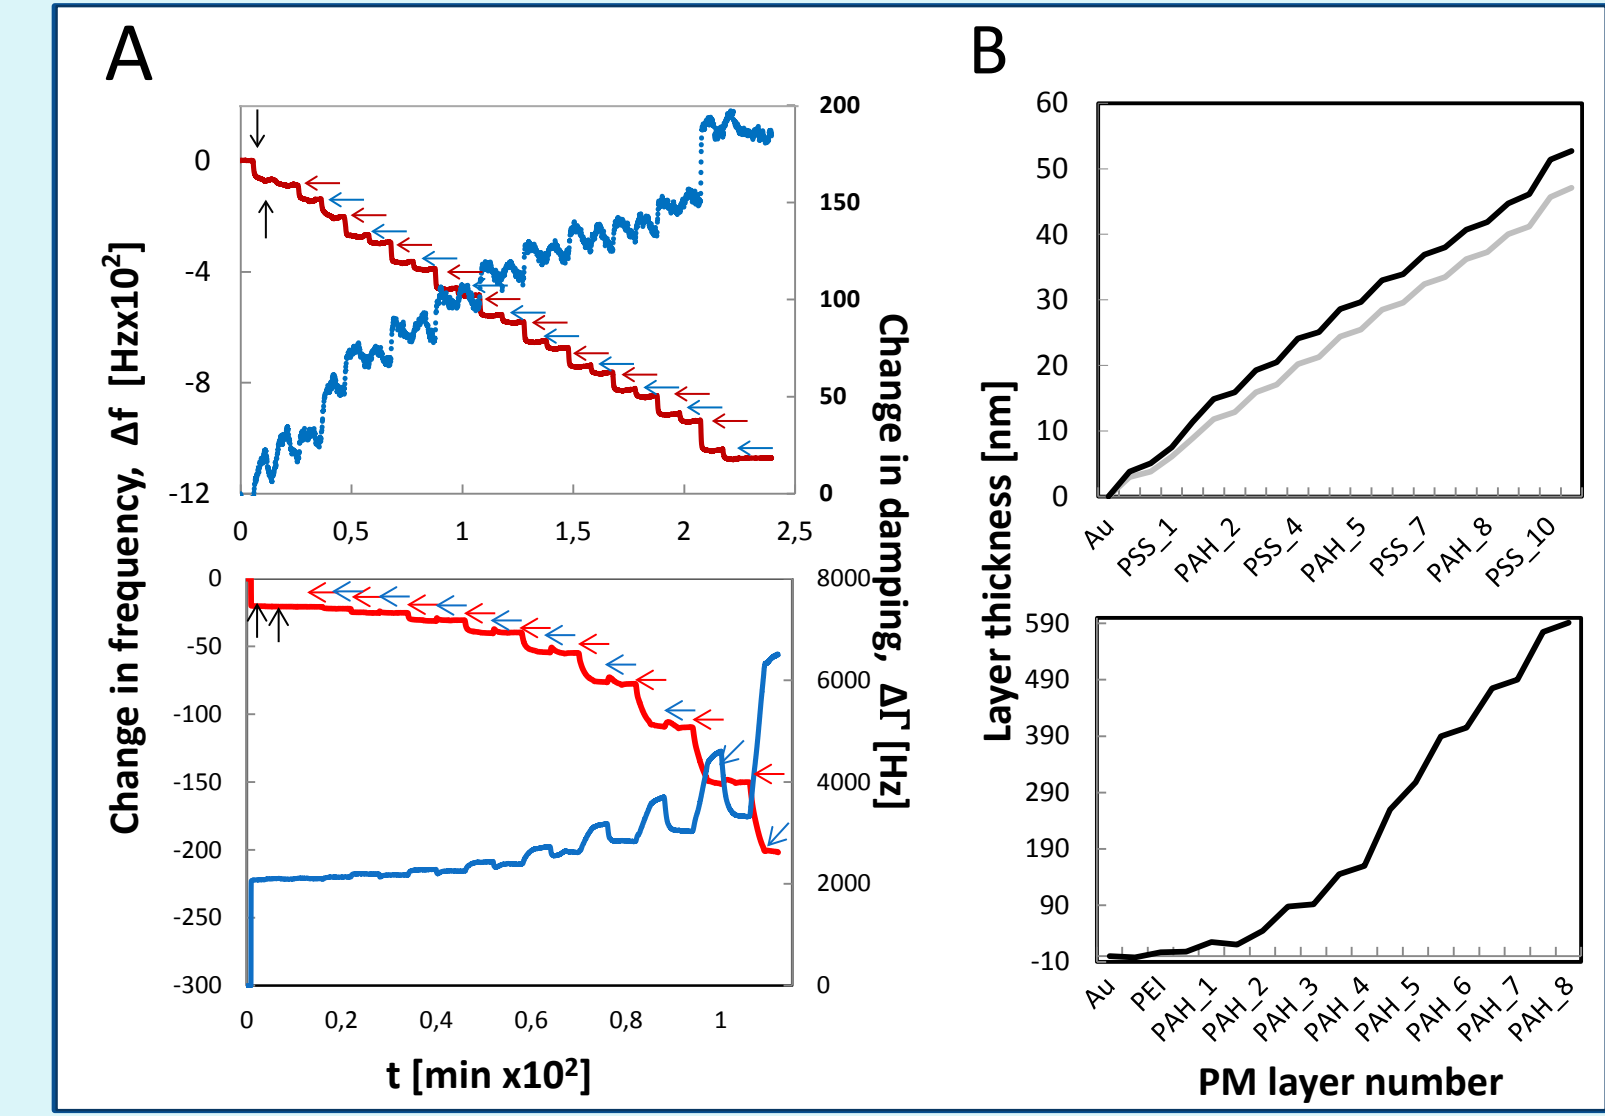 A
B
0
-4
-8
-12
200
150
100
50
0
0
0,5
1
1,5
2
2,5
Change in frequency, Δf [Hzx10²]
Change in damping, ΔΓ [Hz]
0
-50
-100
-150
-200
-250
-300
8000
6000
4000
2000
0
0
0,2
0,4
0,6
0,8
1
t [min x10²]
60
50
40
30
20
10
0
Au
PSS_1
PAH_2
PSS_4
PAH_5
PSS_7
PAH_8
PSS_10
Layer thickness [nm]
590
490
390
290
190
90
-10
Au
PEI
PAH_1
PAH_2
PAH_3
PAH_4
PAH_5
PAH_6
PAH_7
PAH_8
PM layer number